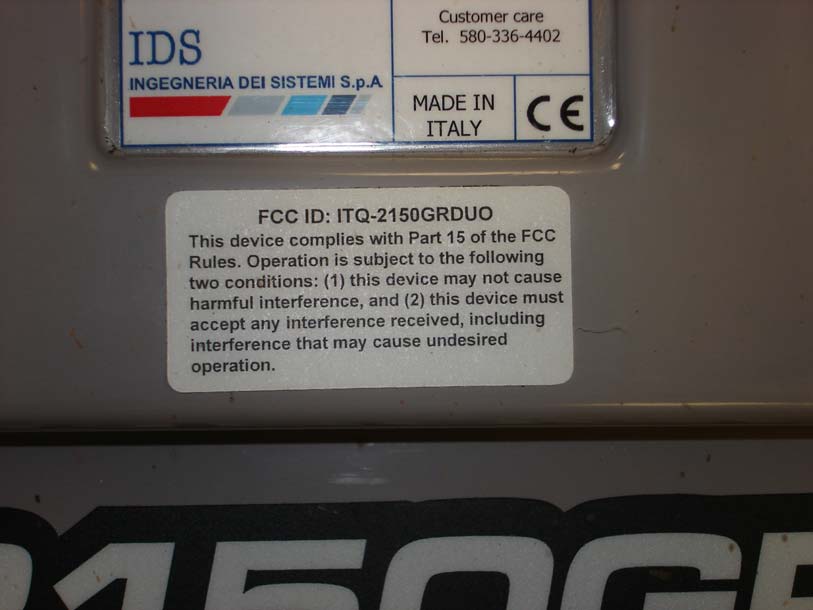 IDS
INGEGNERIA DEI SISTEMI S.p.A
Customer care
Tel. 580-336-4402
MADE IN
ITALY
CE
FCC ID: ITQ-2150GRDUO
This device complies with Part 15 of the FCC
Rules. Operation is subject to the following
two conditions: (1) this device may not cause
harmful interference, and (2) this device must
accept any interference received, including
interference that may cause undesired
operation.
2150GR